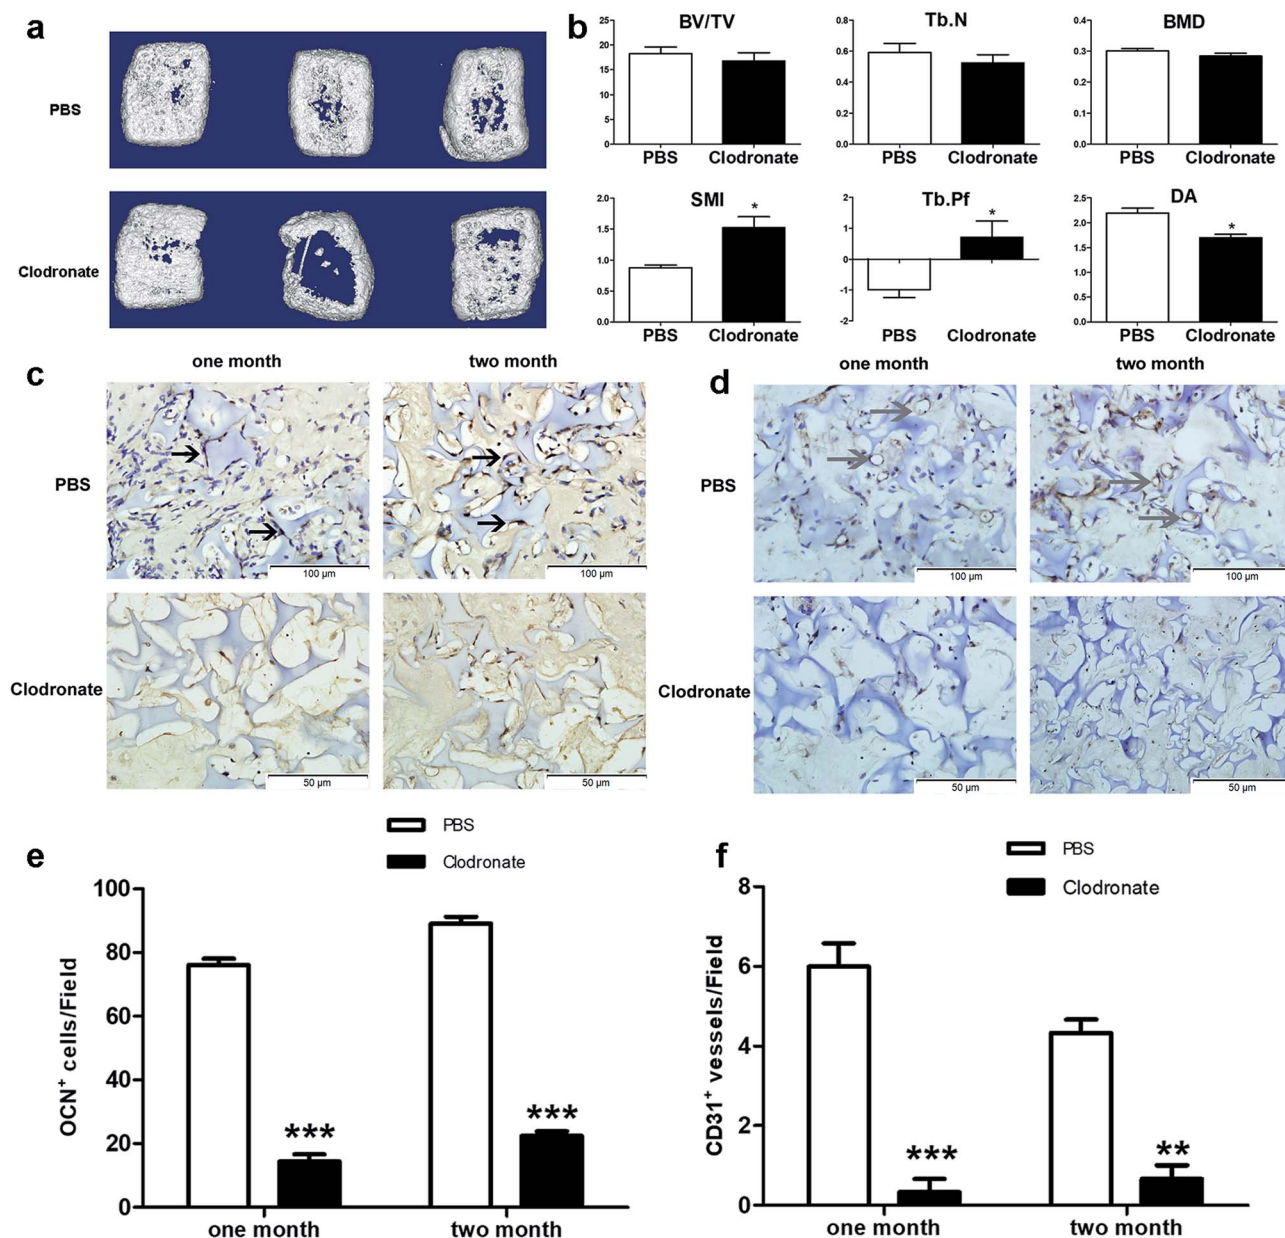 a
PBS
Clodronate
b
BV/TV
25
20
15
10
5
0
PBS Clodronate
Tb.N
0.8
0.6
0.4
0.2
0.0
PBS Clodronate
BMD
0.4
0.3
0.2
0.1
0.0
PBS Clodronate
SMI
2.0
1.5
1.0
0.5
0.0
*
PBS Clodronate
Tb.Pf
2
1
0
-1
-2
*
PBS Clodronate
DA
2.5
2.0
1.5
1.0
0.5
0.0
*
PBS Clodronate
c
one month two month
PBS
100 µm
100 µm
Clodronate
50 µm
50 µm
d
one month two month
PBS
100 µm
100 µm
Clodronate
50 µm
50 µm
e
PBS
Clodronate
OCN⁺ cells/Field
100
80
60
40
20
0
***
***
one month two month
f
PBS
Clodronate
CD31⁺ vessels/Field
8
6
4
2
0
***
**
one month two month